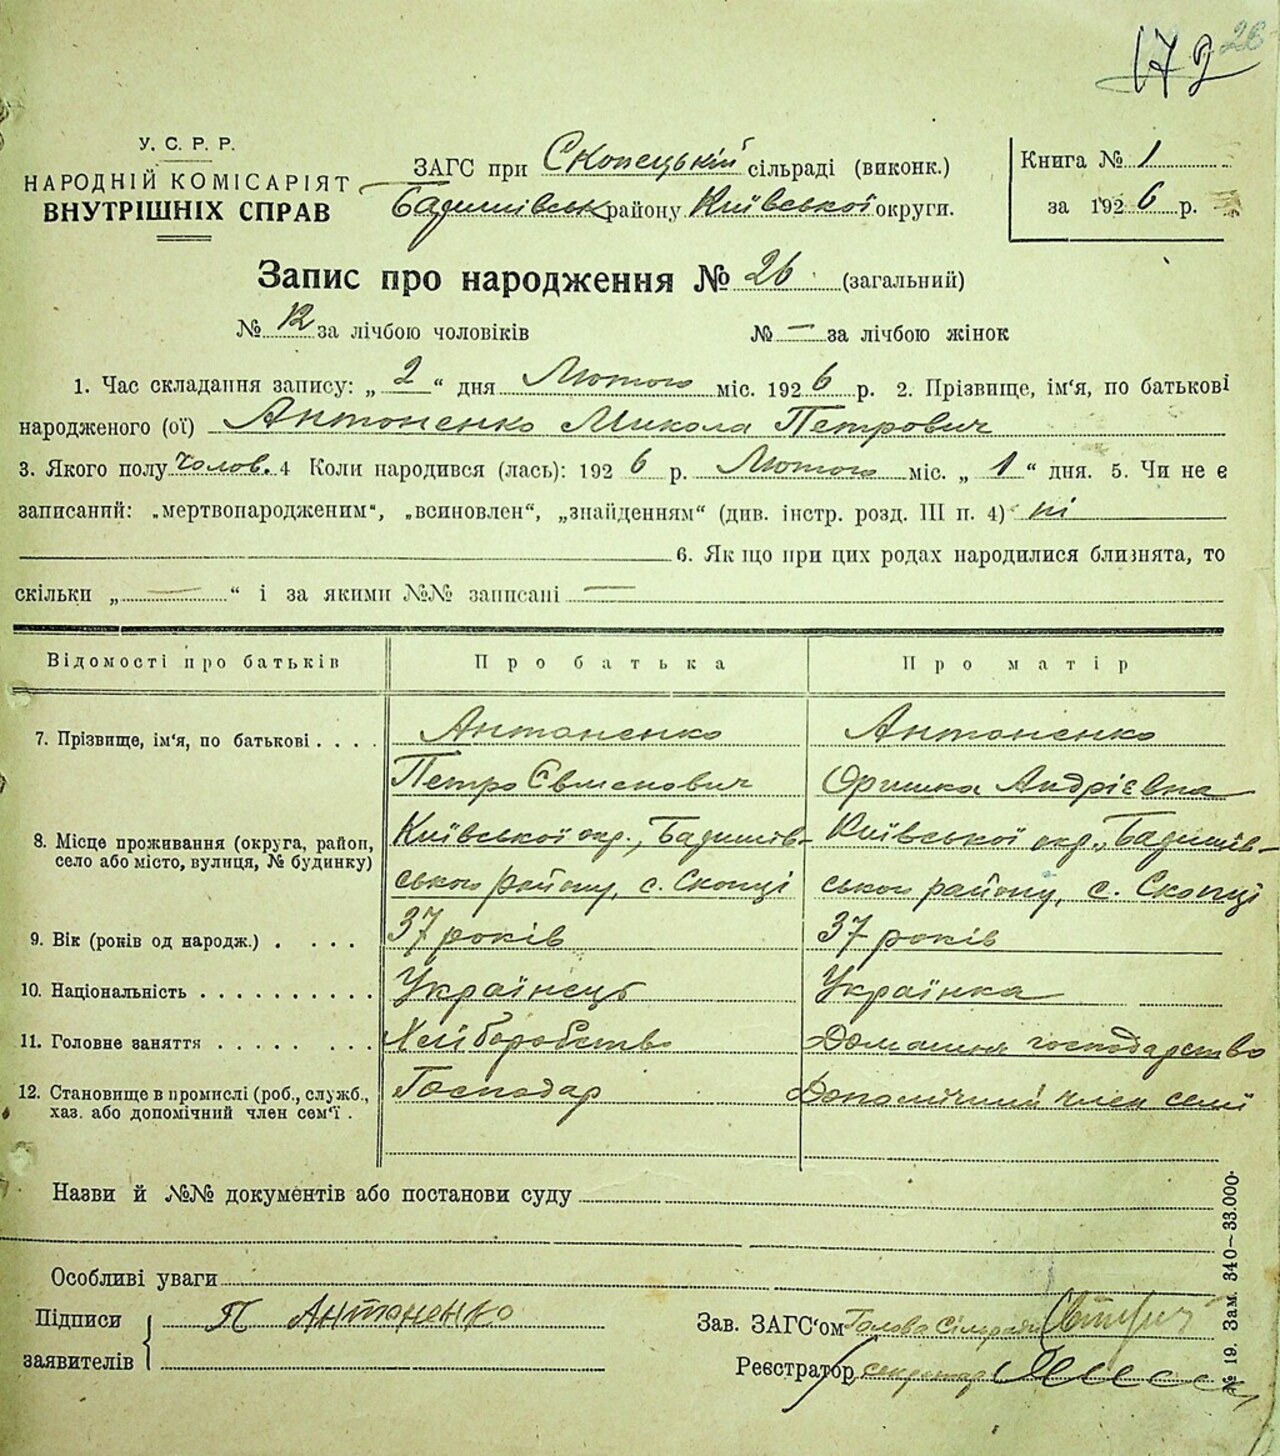 172 26
У. С. Р. Р.
НАРОДНІЙ КОМІСАРІЯТ
ВНУТРІШНІХ СПРАВ
ЗАГС при Скопецькій сільраді (виконк.)
Баришівськ району Київської округи.
Книга № 1
за 1926 р.
Запис про народження № 26 (загальний)
№ 12 за лічбою чоловіків № — за лічбою жінок
1. Час складання запису: „ 2 “ дня Лютого міс. 1926 р. 2. Прізвище, ім‘я, по батькові
народженого (ої) Антоненко Микола Петрович
3. Якого полу чолов. 4 Коли народився (лась): 1926 р. Лютого міс. „ 1 “ дня. 5. Чи не є
записаний: „мертвонародженим“, „всиновлен“, „знайденням“ (див. інстр. розд. III п. 4) ні
6. Як що при цих родах народилися близнята, то
скільки „ — “ і за якими №№ записані —
Відомості про батьків Про батька Про матір
7. Прізвище, ім‘я, по батькові . . . . Антоненко Антоненко
Петро Євменович Оришка Андрієвна
8. Місце проживання (округа, район, село або місто, вулиця, № будинку) Київської окр., Баришів- Київської окр., Баришів-
ського району, с. Скопці ського району, с. Скопці
9. Вік (років од народж.) . . . . 37 років 37 років
10. Національність . . . . . . . . . . Українець Українка
11. Головне заняття . . . . . . . . Хліборобство Домашнє господарство
12. Становище в промислі (роб., служб., Господар Допомічний член семї
хаз. або допомічний член сем‘ї .
Назви й №№ документів або постанови суду
Особливі уваги
Підписи П Антоненко
заявителів
Зав. ЗАГС‘ом Голова Сільради
Реєстратор секретар
№ 19. Зам. 340—33.000.